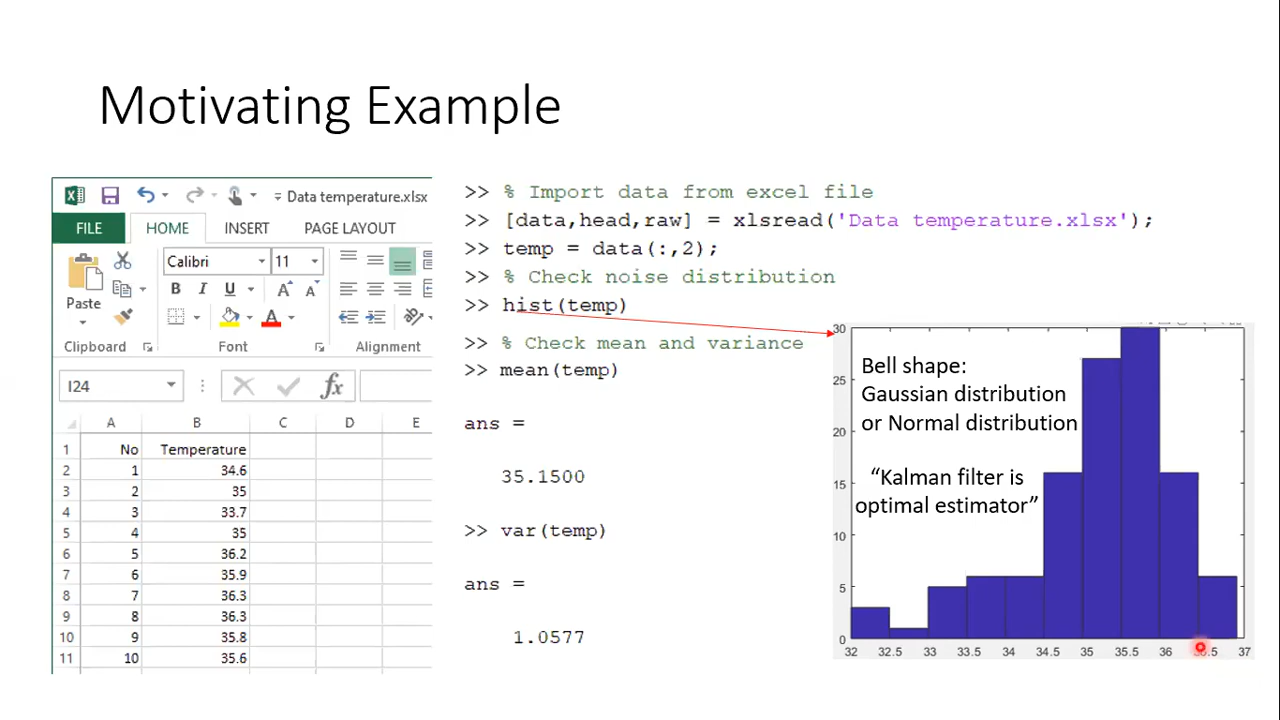 Motivating Example
Data temperature.xlsx
FILE HOME INSERT PAGE LAYOUT
Calibri 11
Paste B I U A A A
Clipboard Font Alignment
I24 fx
A B C D E
1 No Temperature
2 1 34.6
3 2 35
4 3 33.7
5 4 35
6 5 36.2
7 6 35.9
8 7 36.3
9 8 36.3
10 9 35.8
11 10 35.6
>> % Import data from excel file
>> [data,head,raw] = xlsread('Data temperature.xlsx');
>> temp = data(:,2);
>> % Check noise distribution
>> hist(temp)
>> % Check mean and variance
>> mean(temp)
ans =
35.1500
>> var(temp)
ans =
1.0577
Bell shape:
Gaussian distribution
or Normal distribution
“Kalman filter is
optimal estimator”
30
25
20
15
10
5
0
32 32.5 33 33.5 34 34.5 35 35.5 36 37